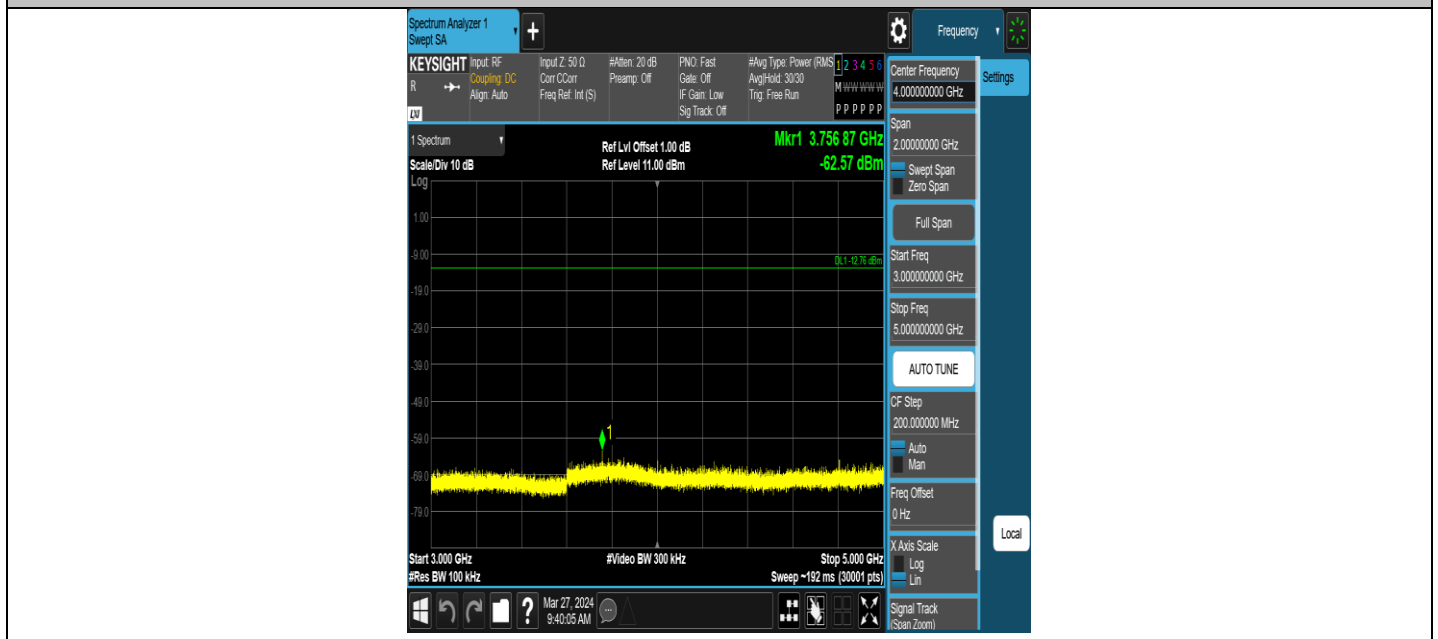 Spectrum Analyzer 1
Swept SA
+
Frequency
KEYSIGHT
R
LXI
Input: RF
Coupling: DC
Align: Auto
Input Z: 50 Ω
Corr CCorr
Freq Ref: Int (S)
#Atten: 20 dB
Preamp: Off
PNO: Fast
Gate: Off
IF Gain: Low
Sig Track: Off
#Avg Type: Power (RMS
Avg|Hold: 30/30
Trig: Free Run
1 2 3 4 5 6
M W W W W W
P P P P P P
Center Frequency
4.000000000 GHz
Settings
1 Spectrum
Scale/Div 10 dB
Ref Lvl Offset 1.00 dB
Ref Level 11.00 dBm
Mkr1 3.756 87 GHz
-62.57 dBm
Log
1.00
-9.00
-19.0
-29.0
-39.0
-49.0
-59.0
-69.0
-79.0
DL1 -12.76 dBm
1
Start 3.000 GHz
#Res BW 100 kHz
#Video BW 300 kHz
Stop 5.000 GHz
Sweep ~192 ms (30001 pts)
Span
2.00000000 GHz
Swept Span
Zero Span
Full Span
Start Freq
3.000000000 GHz
Stop Freq
5.000000000 GHz
AUTO TUNE
CF Step
200.000000 MHz
Auto
Man
Freq Offset
0 Hz
X Axis Scale
Log
Lin
Local
Signal Track
(Span Zoom)
?
Mar 27, 2024
9:40:05 AM